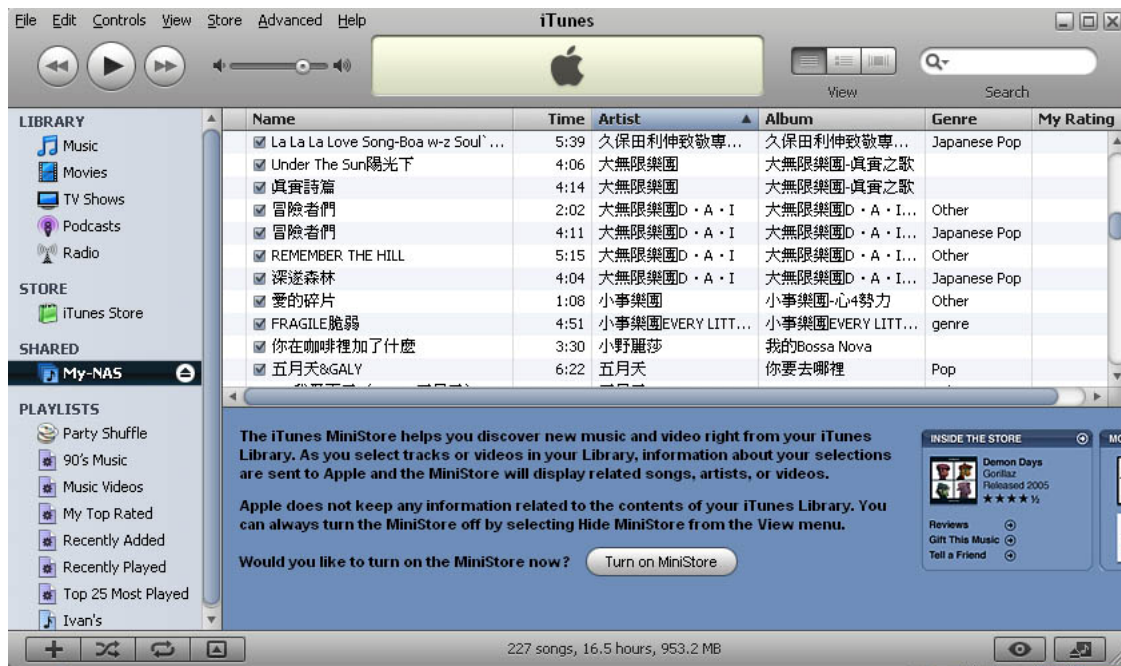 File Edit Controls View Store Advanced Help iTunes
View Search
LIBRARY
Music
Movies
TV Shows
Podcasts
Radio
STORE
iTunes Store
SHARED
My-NAS
PLAYLISTS
Party Shuffle
90's Music
Music Videos
My Top Rated
Recently Added
Recently Played
Top 25 Most Played
Ivan's
Name Time Artist Album Genre My Rating
La La La Love Song-Boa w-z Soul`... 5:39 久保田利伸致敬專... 久保田利伸致敬專... Japanese Pop
Under The Sun陽光下 4:06 大無限樂團 大無限樂團-真實之歌
真實詩篇 4:14 大無限樂團 大無限樂團-真實之歌
冒險者們 2:02 大無限樂團D・A・I 大無限樂團D・A・I... Other
冒險者們 4:11 大無限樂團D・A・I 大無限樂團D・A・I... Japanese Pop
REMEMBER THE HILL 5:15 大無限樂團D・A・I 大無限樂團D・A・I... Other
深遂森林 4:04 大無限樂團D・A・I 大無限樂團D・A・I... Japanese Pop
愛的碎片 1:08 小事樂團 小事樂團-心4勢力 Other
FRAGILE脆弱 4:51 小事樂團EVERY LITT... 小事樂團EVERY LITT... genre
你在咖啡裡加了什麼 3:30 小野麗莎 我的Bossa Nova
五月天&GALY 6:22 五月天 你要去哪裡 Pop
The iTunes MiniStore helps you discover new music and video right from your iTunes
Library. As you select tracks or videos in your Library, information about your selections
are sent to Apple and the MiniStore will display related songs, artists, or videos.
Apple does not keep any information related to the contents of your iTunes Library. You
can always turn the MiniStore off by selecting Hide MiniStore from the View menu.
Would you like to turn on the MiniStore now? Turn on MiniStore
INSIDE THE STORE
Demon Days
Gorillaz
Released 2005
Reviews
Gift This Music
Tell a Friend
227 songs, 16.5 hours, 953.2 MB